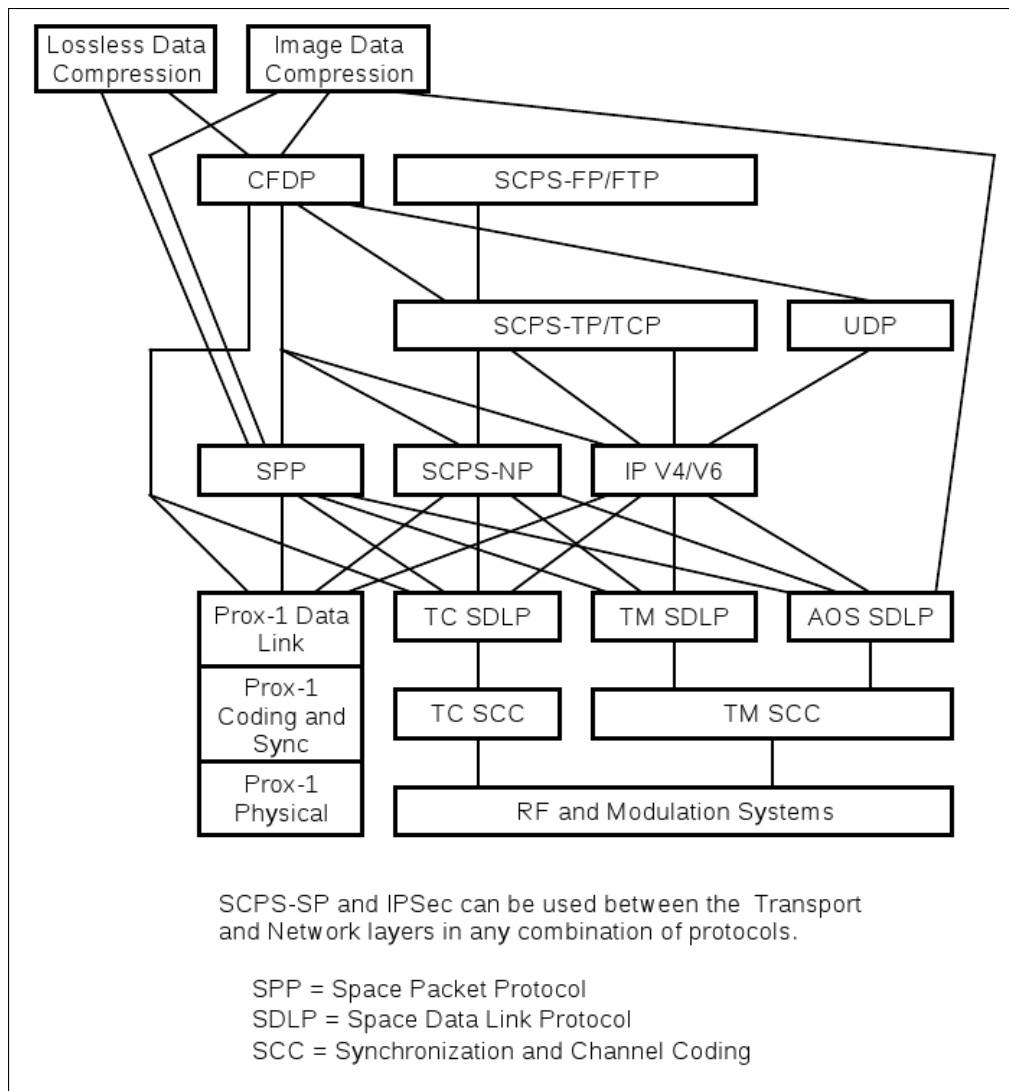 Lossless Data
Compression
Image Data
Compression
CFDP
SCPS-FP/FTP
SCPS-TP/TCP
UDP
SPP
SCPS-NP
IP V4/V6
Prox-1 Data
Link
TC SDLP
TM SDLP
AOS SDLP
Prox-1
Coding and
Sync
TC SCC
TM SCC
Prox-1
Physical
RF and Modulation Systems
SCPS-SP and IPSec can be used between the Transport
and Network layers in any combination of protocols.
SPP = Space Packet Protocol
SDLP = Space Data Link Protocol
SCC = Synchronization and Channel Coding